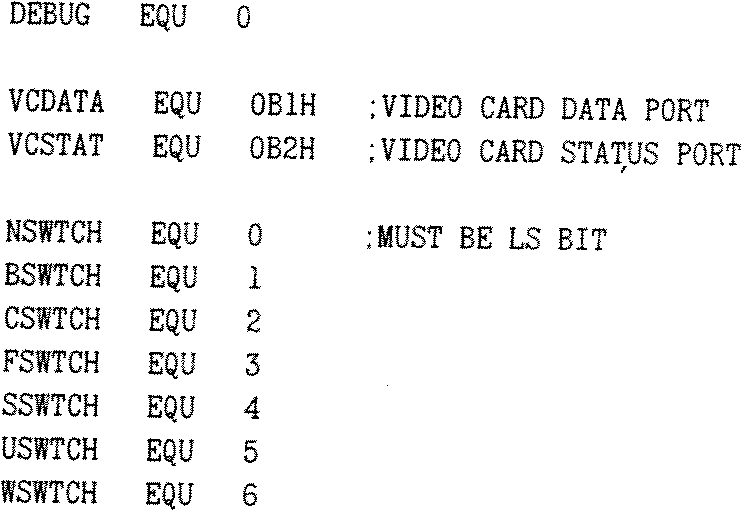 DEBUG EQU 0
VCDATA EQU 0B1H ;VIDEO CARD DATA PORT
VCSTAT EQU 0B2H ;VIDEO CARD STATUS PORT
NSWTCH EQU 0 ;MUST BE LS BIT
BSWTCH EQU 1
CSWTCH EQU 2
FSWTCH EQU 3
SSWTCH EQU 4
USWTCH EQU 5
WSWTCH EQU 6